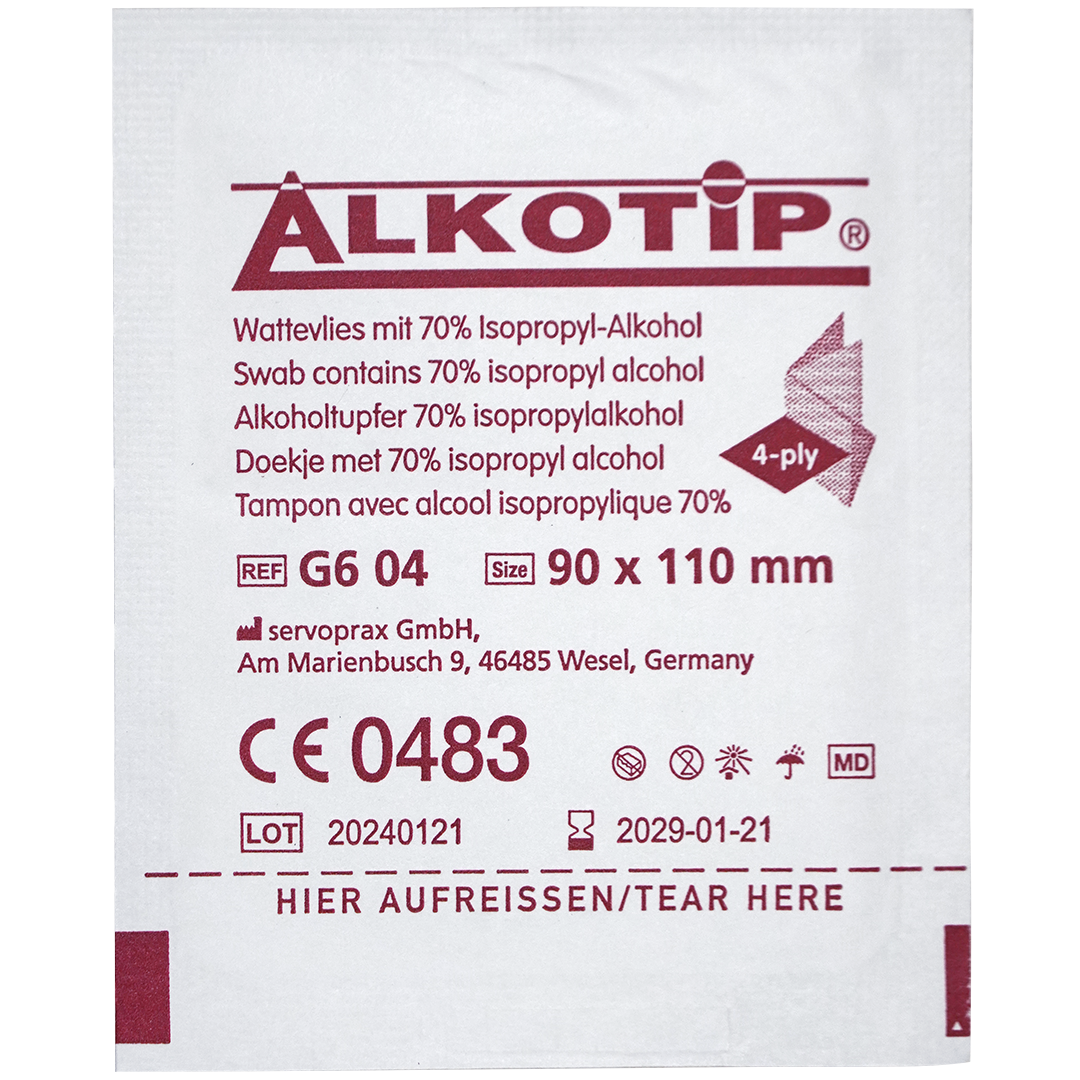 ALKOTIP®
Wattevlies mit 70% Isopropyl-Alkohol
Swab contains 70% isopropyl alcohol
Alkoholtupfer 70% isopropylalkohol
Doekje met 70% isopropyl alcohol
4-ply
Tampon avec alcool isopropylique 70%
REF G6 04 Size 90 x 110 mm
servoprax GmbH,
Am Marienbusch 9, 46485 Wesel, Germany
CE 0483 2 MD
LOT 20240121 2029-01-21
HIER AUFREISSEN/TEAR HERE